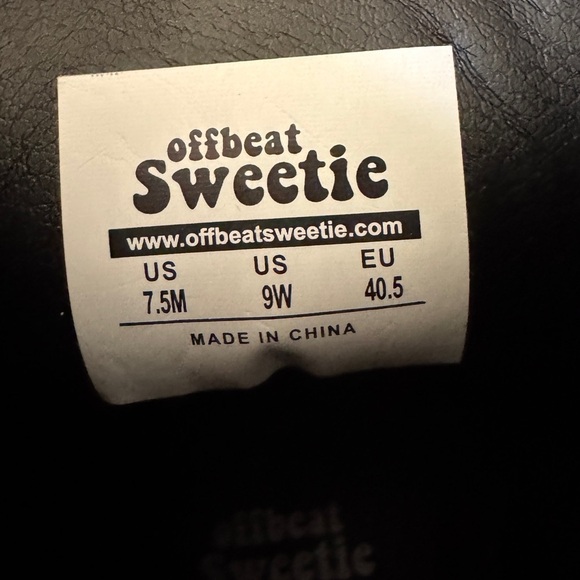 offbeat
Sweetie
www.offbeatsweetie.com
US US EU
7.5M 9W 40.5
MADE IN CHINA
offbeat
Sweetie